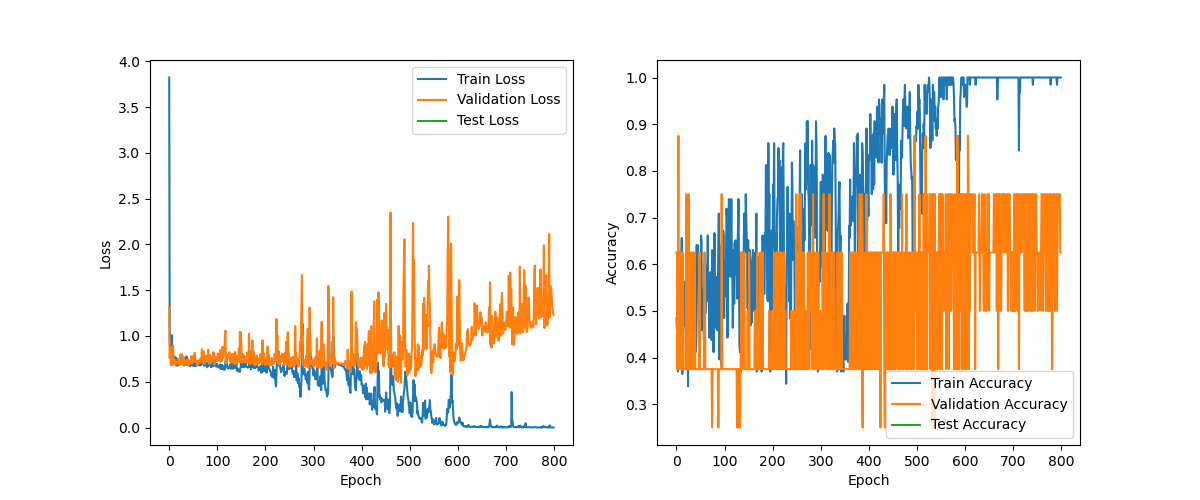 4.0
3.5
3.0
2.5
2.0
1.5
1.0
0.5
0.0
Loss
0 100 200 300 400 500 600 700 800
Epoch
Train Loss
Validation Loss
Test Loss
1.0
0.9
0.8
0.7
0.6
0.5
0.4
0.3
Accuracy
0 100 200 300 400 500 600 700 800
Epoch
Train Accuracy
Validation Accuracy
Test Accuracy